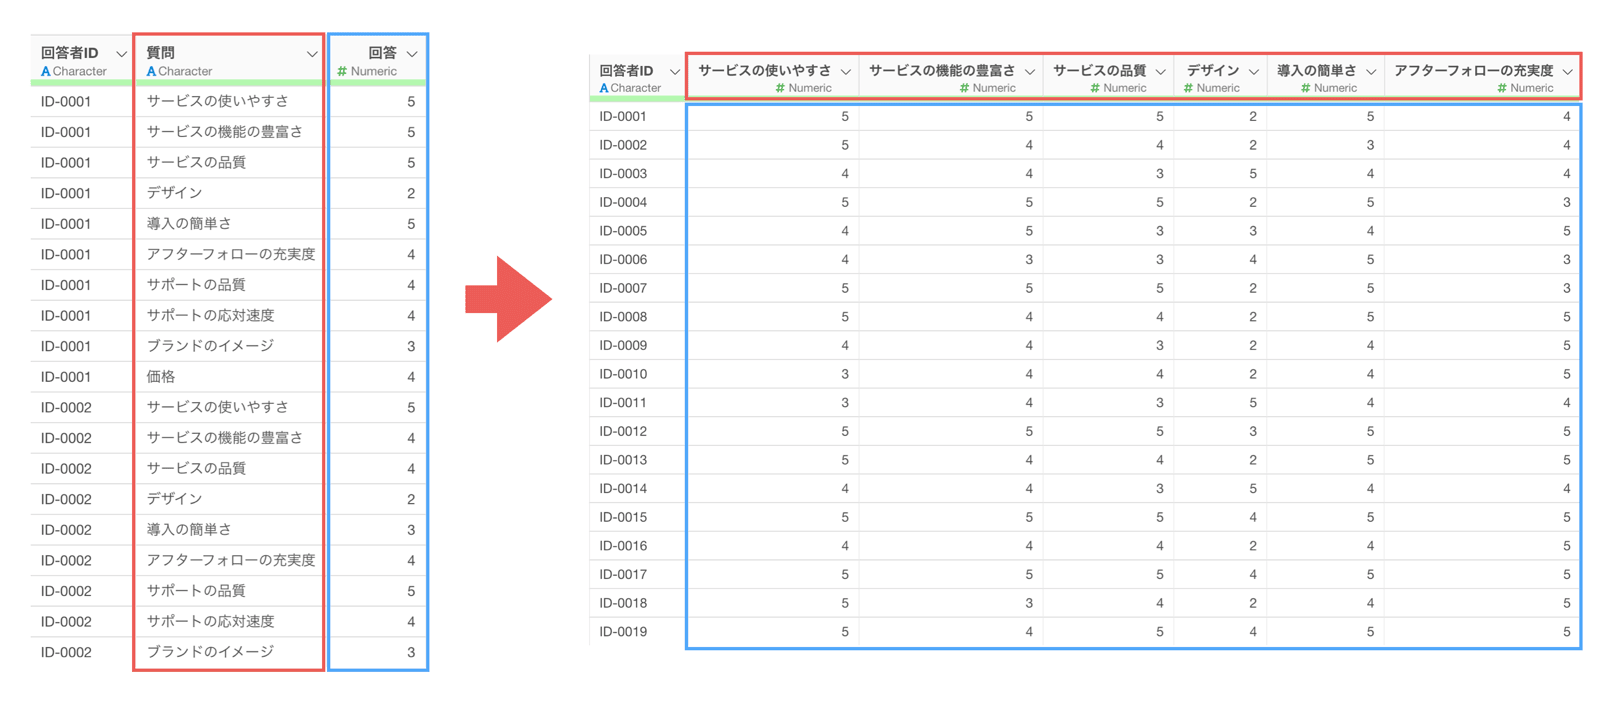 回答者ID 質問 回答
A Character A Character # Numeric
ID-0001 サービスの使いやすさ 5
ID-0001 サービスの機能の豊富さ 5
ID-0001 サービスの品質 5
ID-0001 デザイン 2
ID-0001 導入の簡単さ 5
ID-0001 アフターフォローの充実度 4
ID-0001 サポートの品質 4
ID-0001 サポートの応対速度 4
ID-0001 ブランドのイメージ 3
ID-0001 価格 4
ID-0002 サービスの使いやすさ 5
ID-0002 サービスの機能の豊富さ 4
ID-0002 サービスの品質 4
ID-0002 デザイン 2
ID-0002 導入の簡単さ 3
ID-0002 アフターフォローの充実度 4
ID-0002 サポートの品質 5
ID-0002 サポートの応対速度 4
ID-0002 ブランドのイメージ 3
回答者ID サービスの使いやすさ サービスの機能の豊富さ サービスの品質 デザイン 導入の簡単さ アフターフォローの充実度
A Character # Numeric # Numeric # Numeric # Numeric # Numeric # Numeric
ID-0001 5 5 5 2 5 4
ID-0002 5 4 4 2 3 4
ID-0003 4 4 3 5 4 4
ID-0004 5 5 5 2 5 3
ID-0005 4 5 3 3 4 5
ID-0006 4 3 3 4 5 3
ID-0007 5 5 5 2 5 3
ID-0008 5 4 4 2 5 5
ID-0009 4 4 3 2 4 5
ID-0010 3 4 4 2 4 5
ID-0011 3 4 3 5 4 4
ID-0012 5 5 5 3 5 5
ID-0013 5 4 4 2 5 5
ID-0014 4 4 3 5 4 4
ID-0015 5 5 5 4 5 5
ID-0016 4 4 4 2 4 5
ID-0017 5 5 5 4 5 5
ID-0018 5 3 4 2 4 5
ID-0019 5 4 5 4 5 5